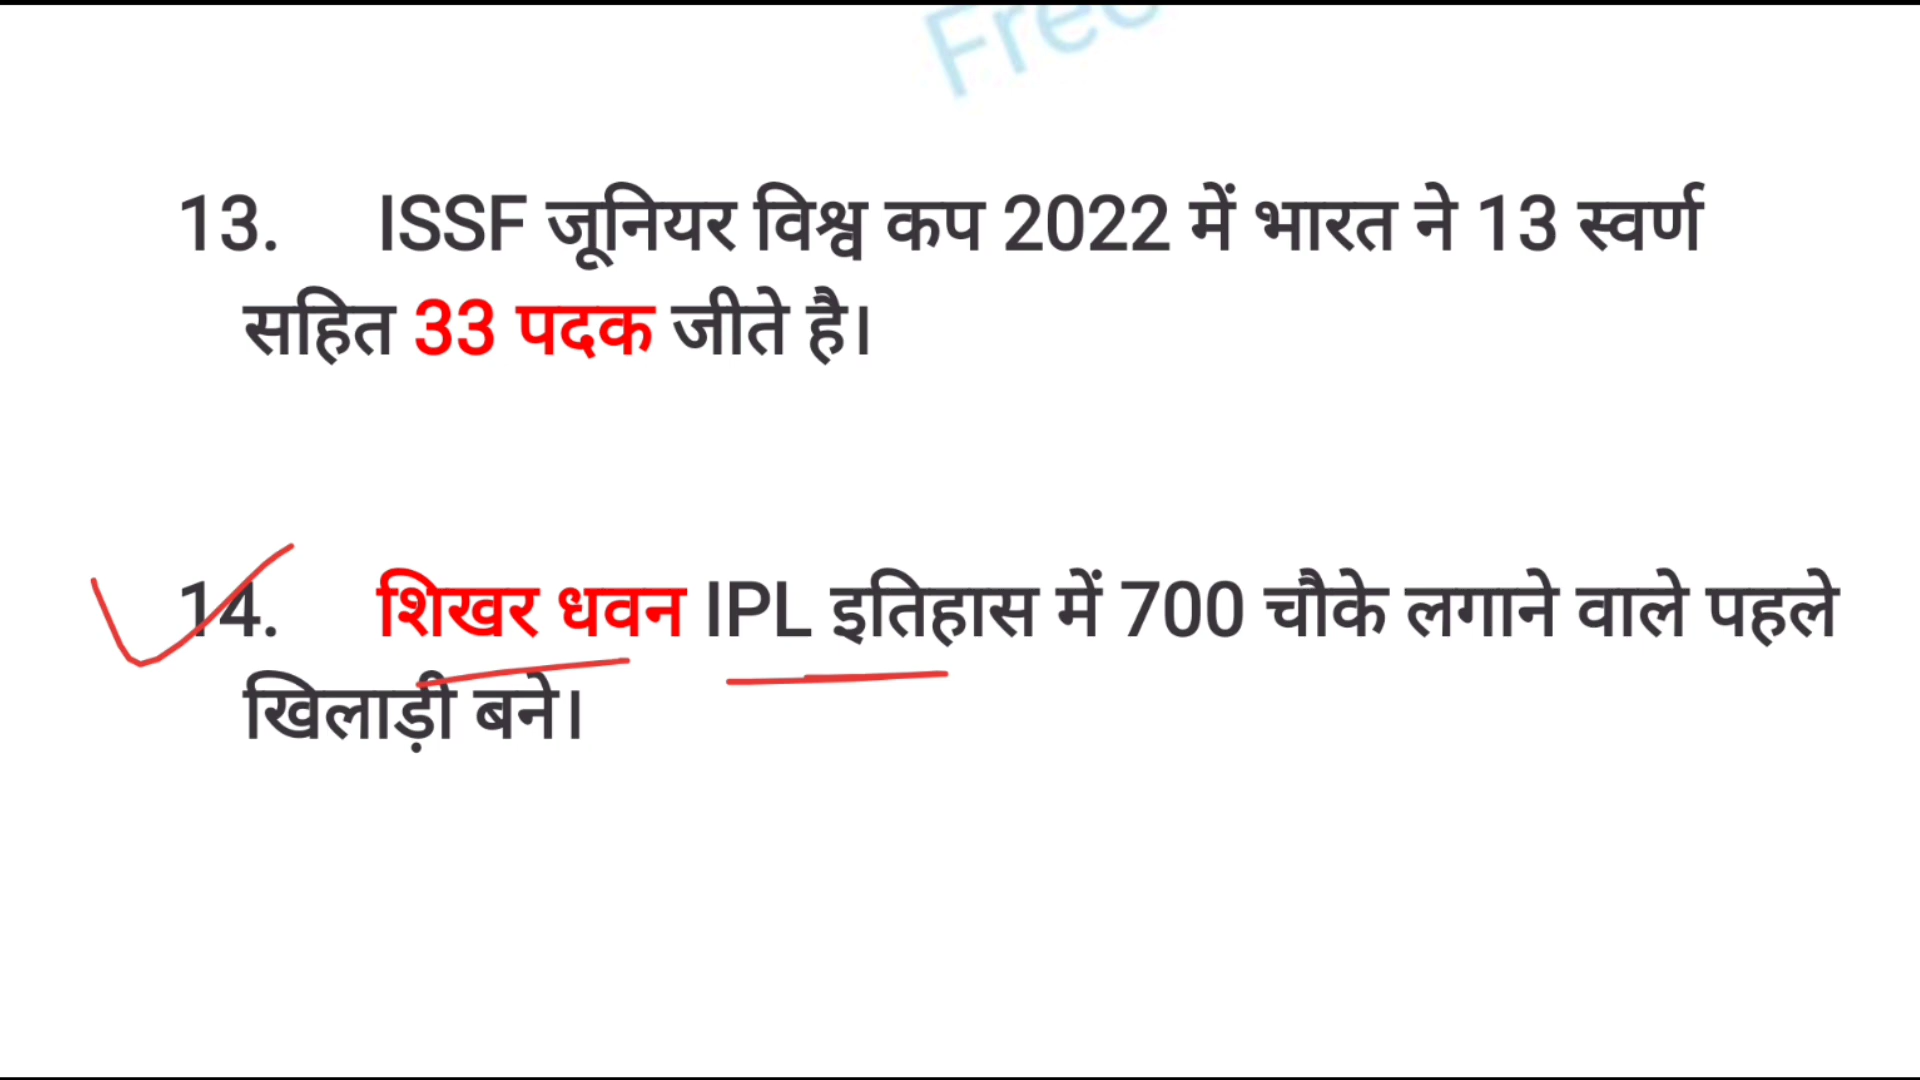 Free
13. ISSF जूनियर विश्व कप 2022 में भारत ने 13 स्वर्ण
सहित 33 पदक जीते है।
14. शिखर धवन IPL इतिहास में 700 चौके लगाने वाले पहले
खिलाड़ी बने।